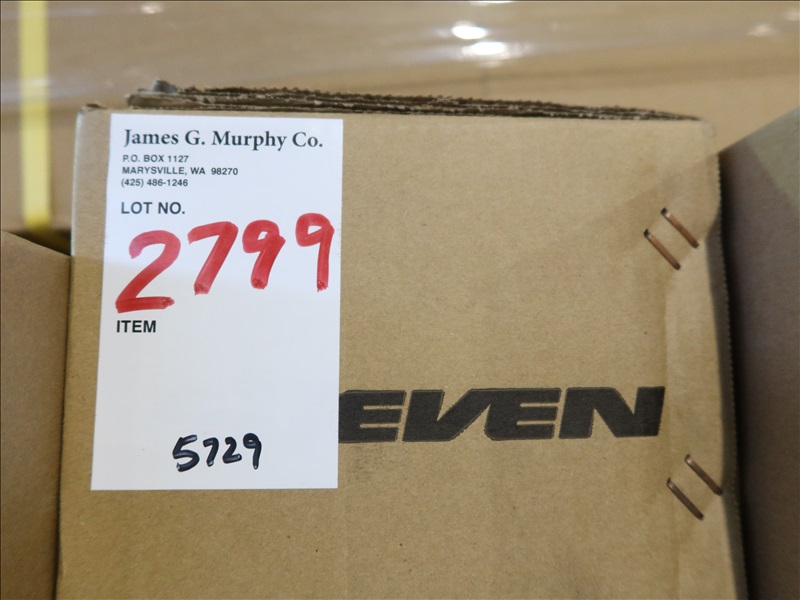 James G. Murphy Co.
P.O. BOX 1127
MARYSVILLE, WA 98270
(425) 486-1246
LOT NO.
2799
ITEM
5729
EVEN